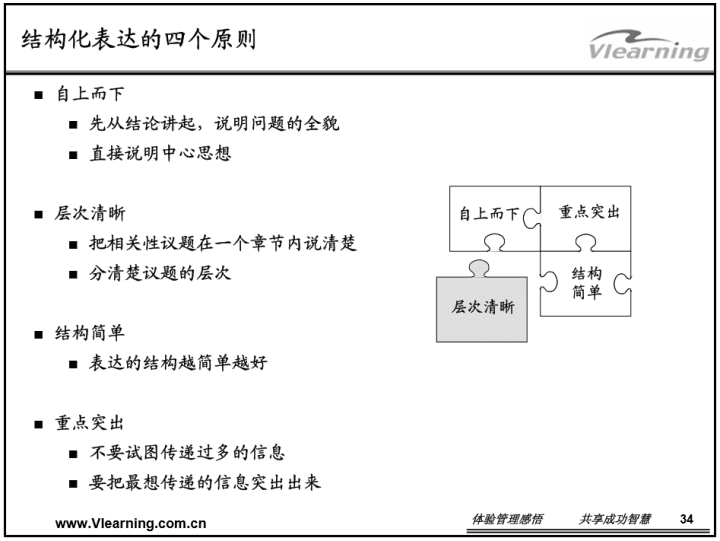 结构化表达的四个原则
Vlearning
自上而下
先从结论讲起，说明问题的全貌
直接说明中心思想
层次清晰
把相关性议题在一个章节内说清楚
分清楚议题的层次
结构简单
表达的结构越简单越好
重点突出
不要试图传递过多的信息
要把最想传递的信息突出出来
自上而下
重点突出
结构
简单
层次清晰
www.Vlearning.com.cn
体验管理感悟 共享成功智慧 34